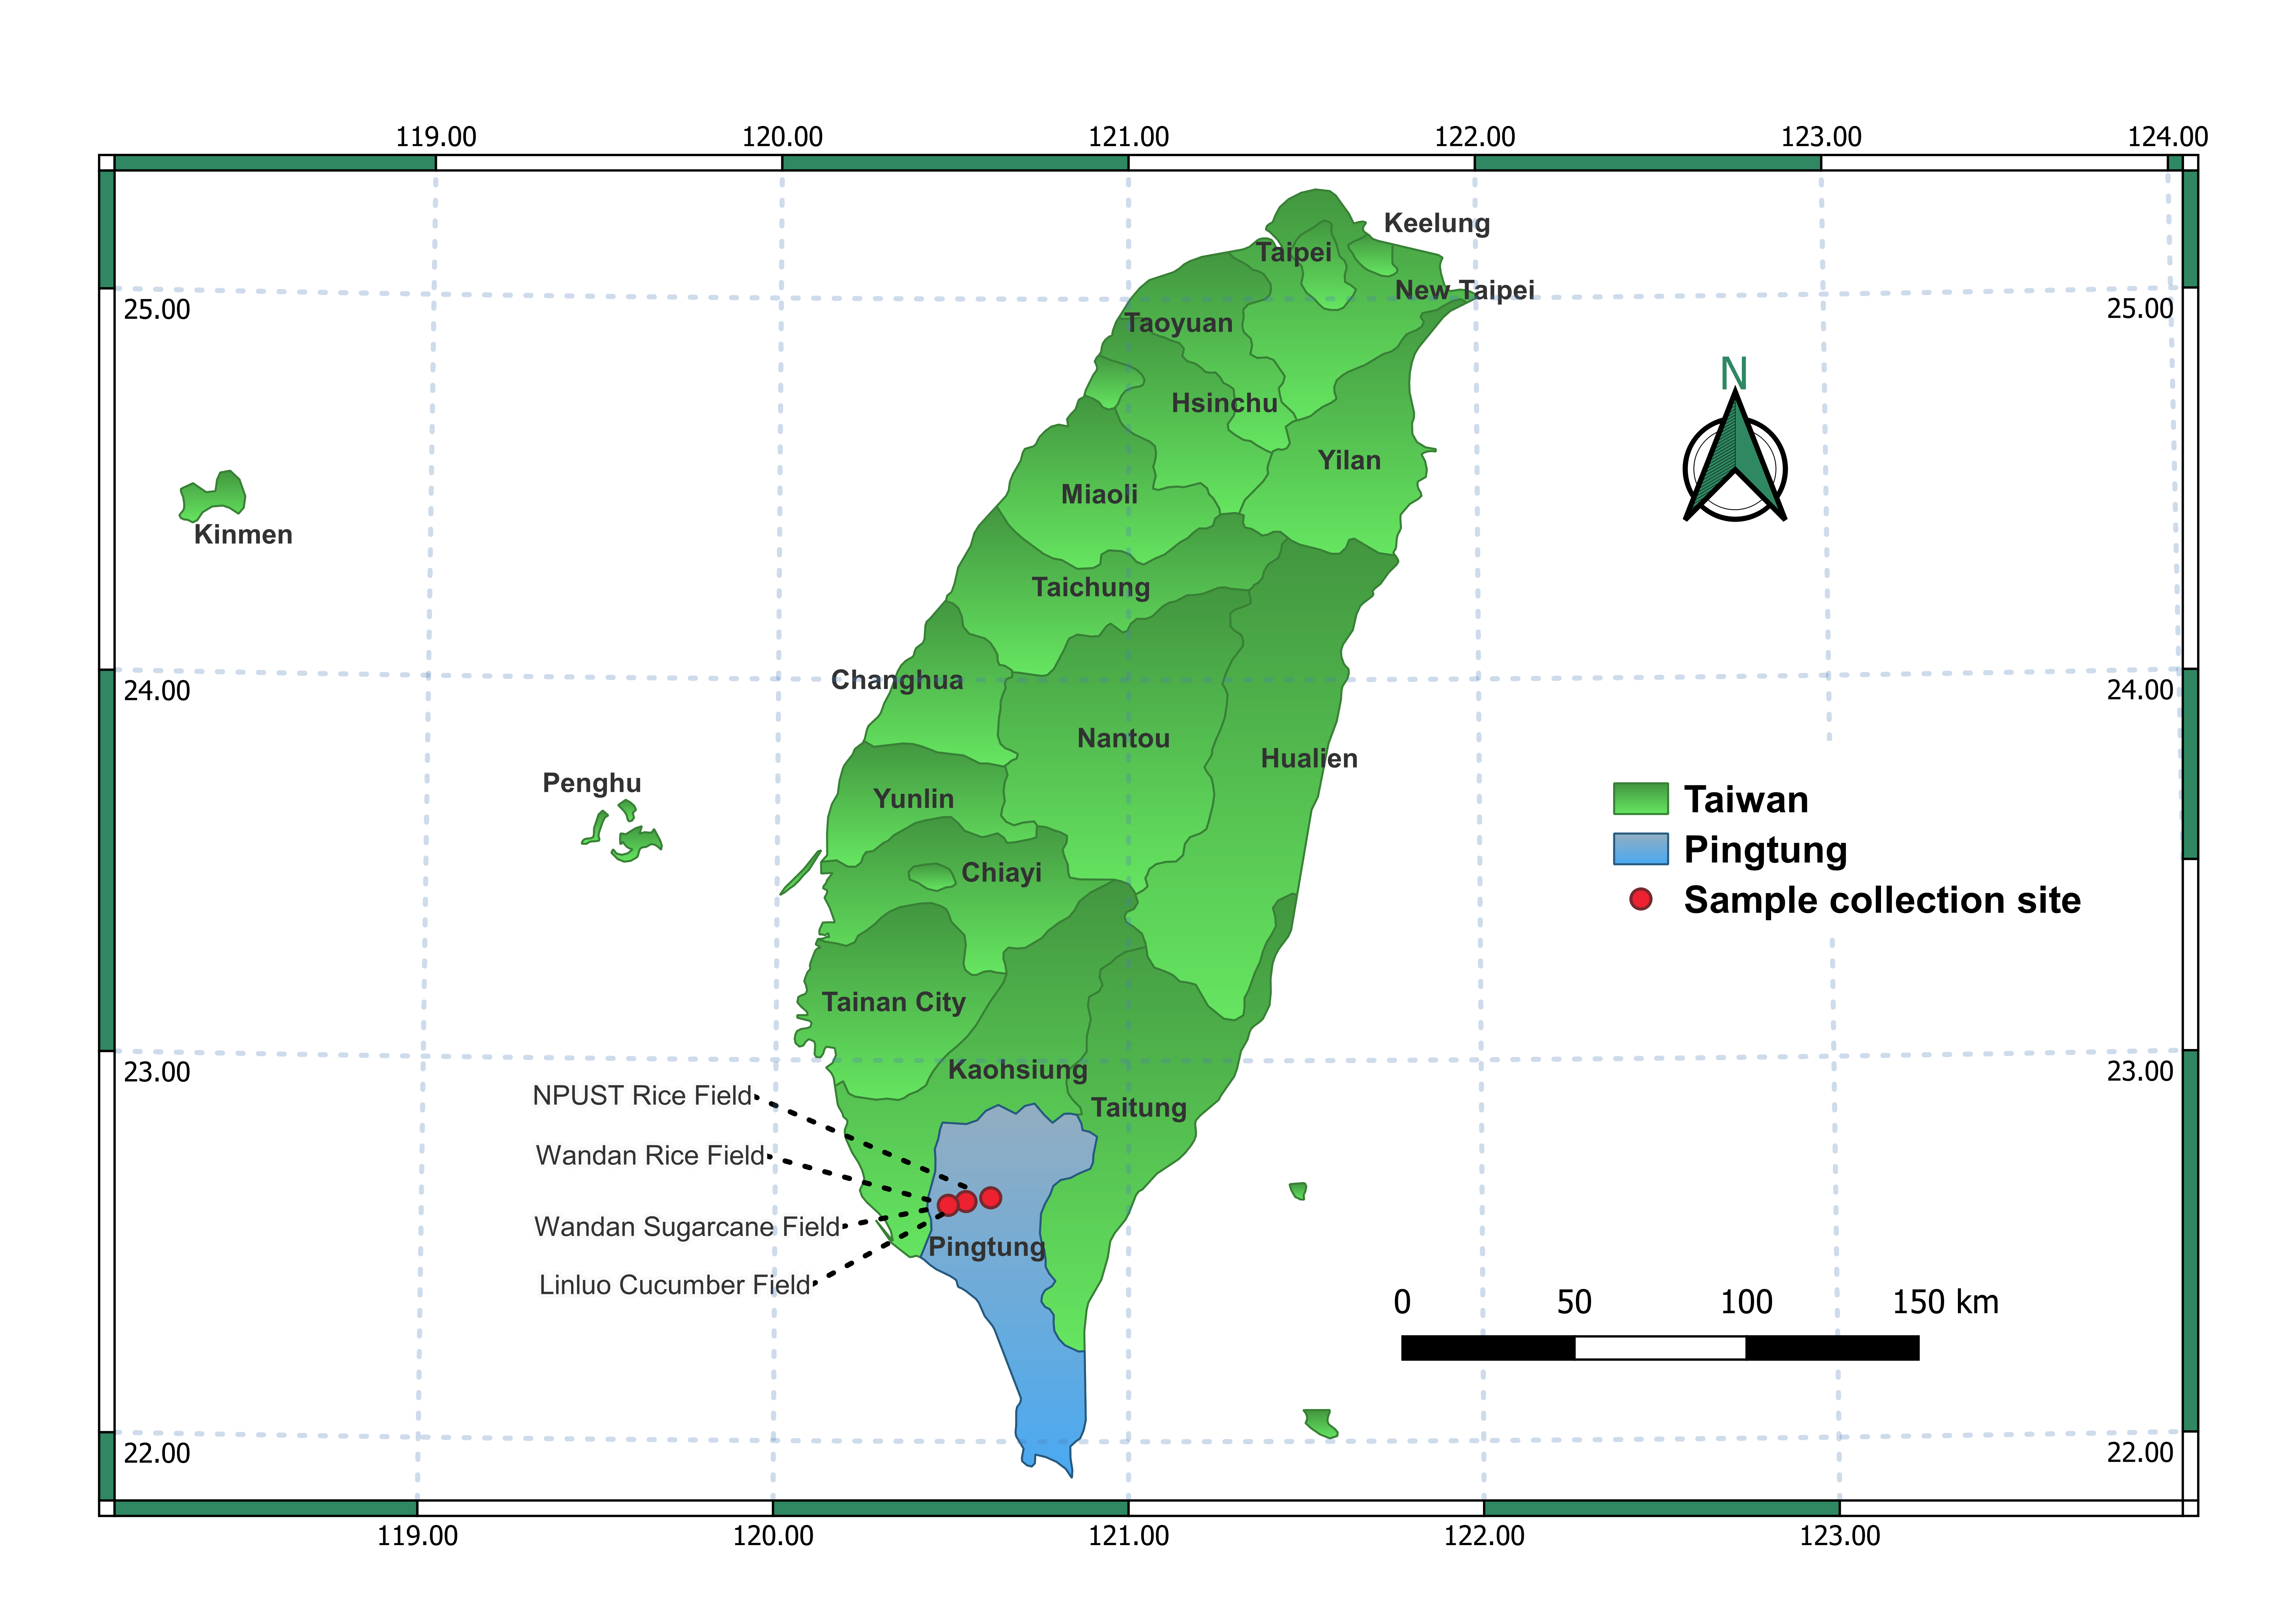 119.00 120.00 121.00 122.00 123.00 124.00
Keelung
Taipei
New Taipei
25.00 25.00
Taoyuan
N
Hsinchu
Yilan
Miaoli
Kinmen
Taichung
Changhua
24.00 24.00
Nantou
Hualien
Penghu
Yunlin
Taiwan
Pingtung
Sample collection site
Chiayi
Tainan City
Kaohsiung
23.00 23.00
NPUST Rice Field
Taitung
Wandan Rice Field
Wandan Sugarcane Field
Pingtung
Linluo Cucumber Field
0 50 100 150 km
22.00 22.00
119.00 120.00 121.00 122.00 123.00